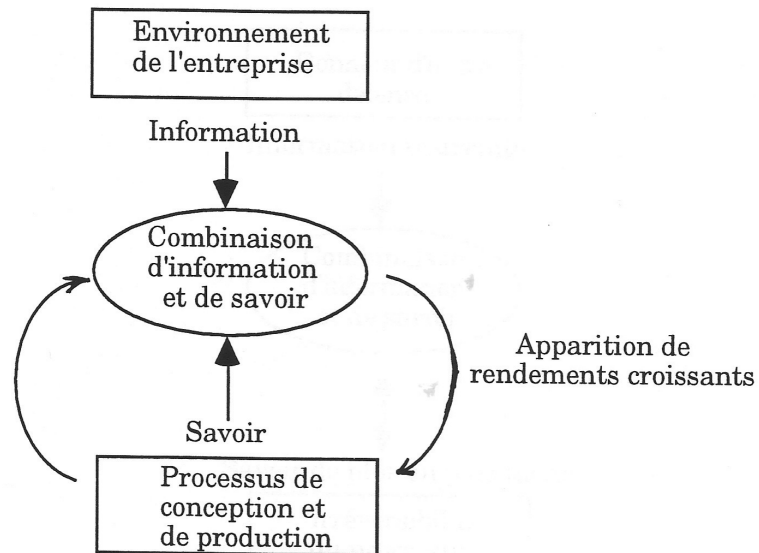 Environnement
de l'entreprise
Information
Combinaison
d'information
et de savoir
Apparition de
rendements croissants
Savoir
Processus de
conception et
de production